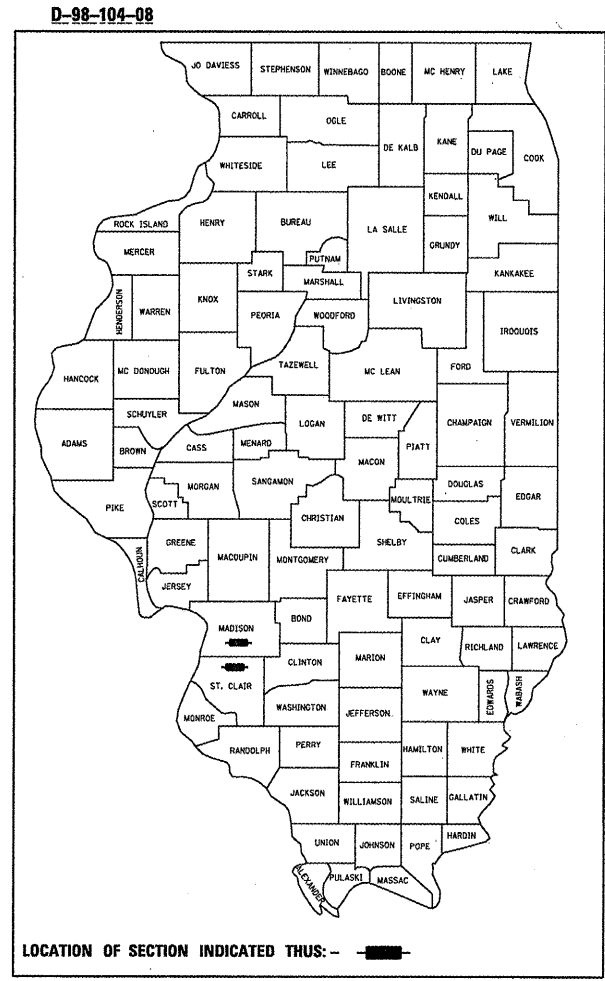 D-98-104-08
JO DAVIESS STEPHENSON WINNEBAGO BOONE MC HENRY LAKE
CARROLL OGLE
DE KALB KANE DU PAGE COOK
WHITESIDE LEE
KENDALL WILL
ROCK ISLAND HENRY BUREAU LA SALLE
GRUNDY
MERCER PUTNAM
STARK MARSHALL KANKAKEE
HENDERSON WARREN KNOX PEORIA WOODFORD LIVINGSTON IROQUOIS
HANCOCK MC DONOUGH FULTON TAZEWELL MC LEAN FORD
MASON
SCHUYLER LOGAN DE WITT CHAMPAIGN VERMILION
ADAMS BROWN CASS MENARD PIATT
MACON
MORGAN SANGAMON DOUGLAS
PIKE SCOTT MOULTRIE EDGAR
CHRISTIAN COLES
GREENE SHELBY
CALHOUN MACOUPIN MONTGOMERY CUMBERLAND CLARK
JERSEY
FAYETTE EFFINGHAM JASPER CRAWFORD
MADISON BOND
CLAY RICHLAND LAWRENCE
CLINTON MARION
ST. CLAIR WAYNE EDWARDS WABASH
WASHINGTON JEFFERSON
MONROE
RANDOLPH PERRY HAMILTON WHITE
FRANKLIN
JACKSON WILLIAMSON SALINE GALLATIN
UNION JOHNSON POPE HARDIN
ALEXANDER PULASKI MASSAC
LOCATION OF SECTION INDICATED THUS: -